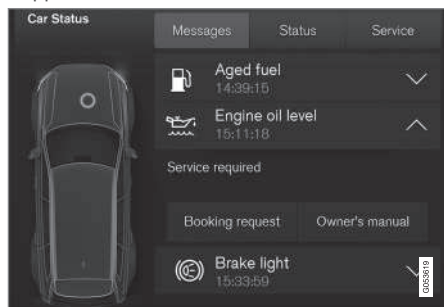 Car Status
Messages
Status
Service
Aged fuel
14:39:15
Engine oil level
15:11:18
Service required
Booking request
Owner's manual
Brake light
15:33:59
G053619